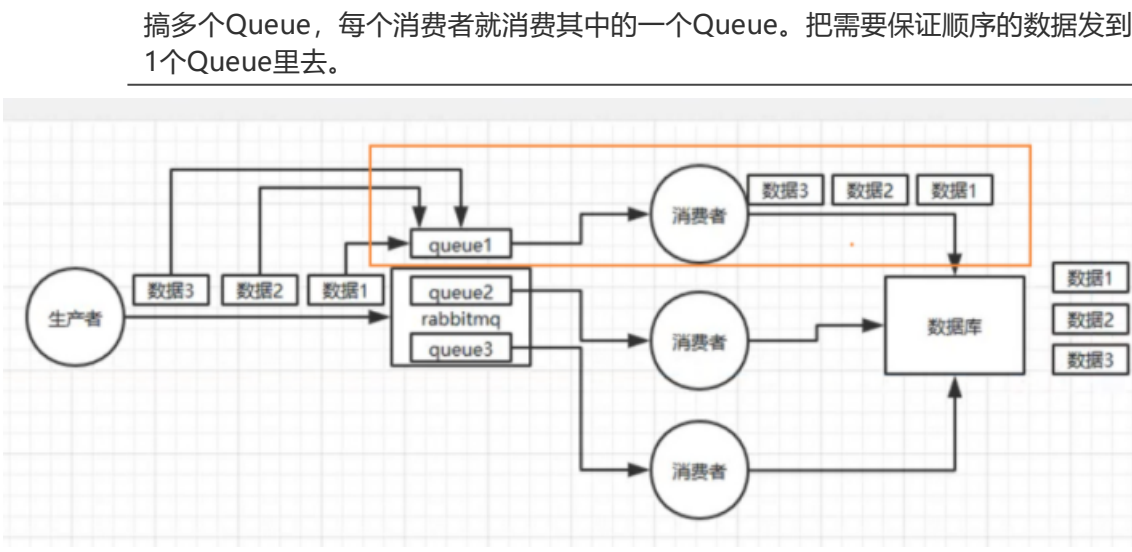 搞多个Queue，每个消费者就消费其中的一个Queue。把需要保证顺序的数据发到
1个Queue里去。
数据3 数据2 数据1
消费者
queue1
数据3 数据2 数据1
生产者
queue2
rabbitmq
queue3
消费者
数据库
数据1
数据2
数据3
消费者